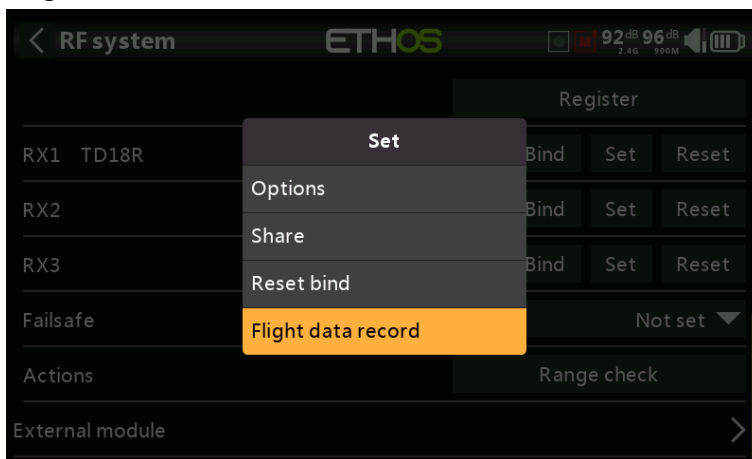 RF system ETHOS 92dB 2.4G 96dB 900M
Register
RX1 TD18R Bind Set Reset
RX2 Bind Set Reset
RX3 Bind Set Reset
Failsafe Not set
Actions Range check
External module
Set
Options
Share
Reset bind
Flight data record